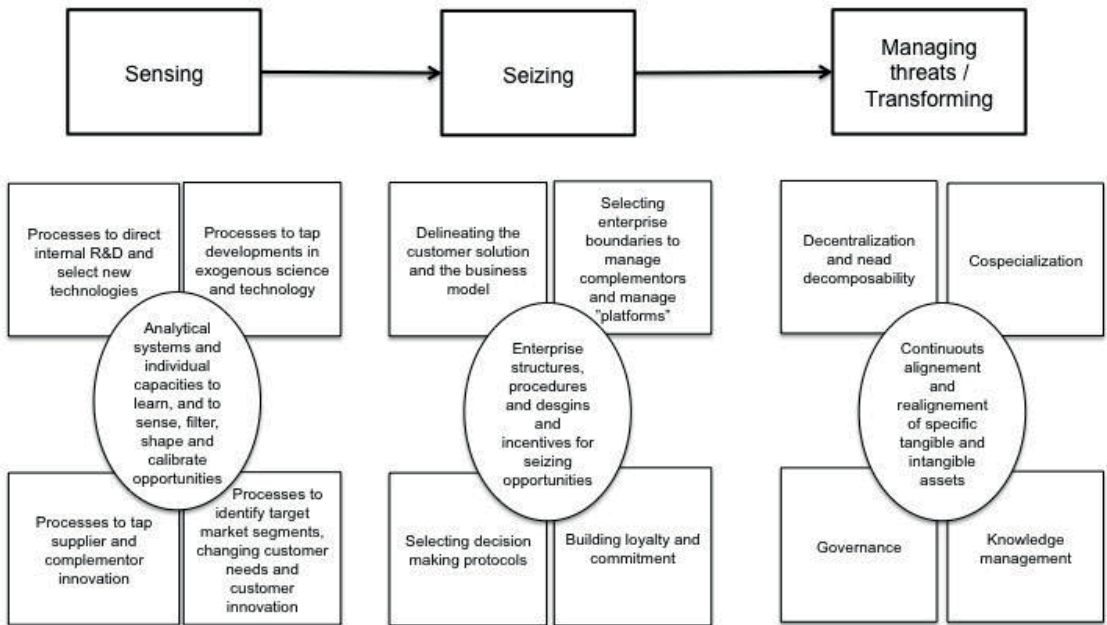 Sensing
Seizing
Managing
threats /
Transforming
Processes to direct
internal R&D and
select new
technologies
Processes to tap
developments in
exogenous science
and technology
Analytical
systems and
individual
capacities to
learn, and to
sense, filter,
shape and
calibrate
opportunities
Processes to tap
supplier and
complementor
innovation
Processes to
identify target
market segments,
changing customer
needs and
customer
innovation
Delineating the
customer solution
and the business
model
Selecting
enterprise
boundaries to
manage
complementors
and manage
"platforms"
Enterprise
structures,
procedures
and desgins
and
incentives for
seizing
opportunities
Selecting decision
making protocols
Building loyalty and
commitment
Decentralization
and nead
decomposability
Cospecialization
Continuouts
alignement
and
realignement
of specific
tangible and
intangible
assets
Governance
Knowledge
management